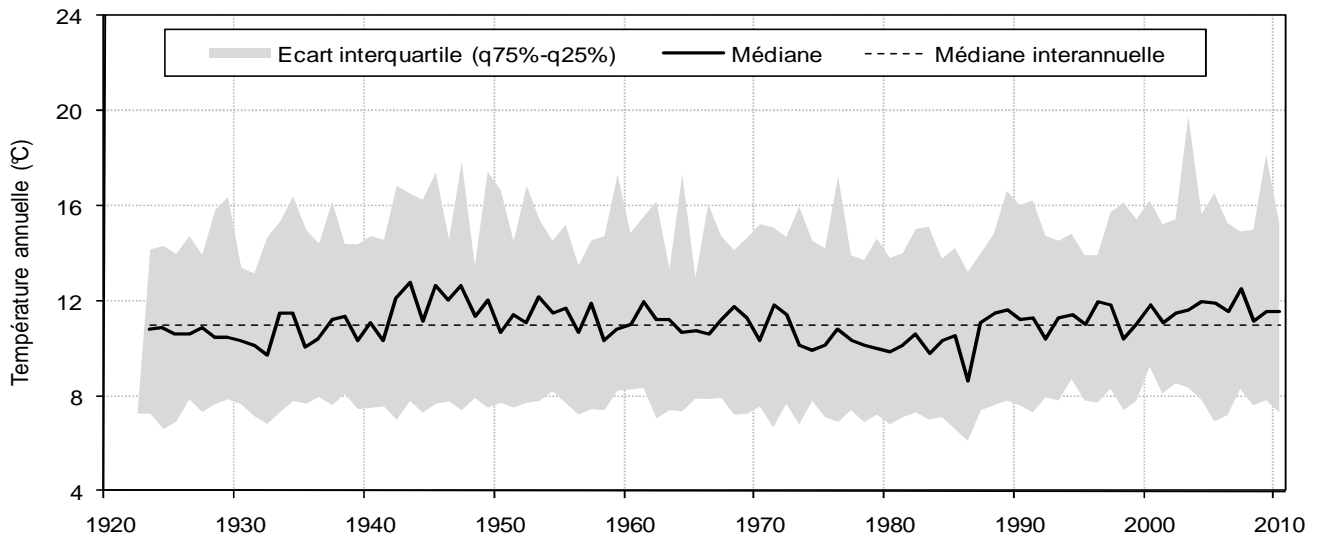 24
Ecart interquartile (q75%-q25%) Médiane Médiane interannuelle
20
16
12
8
4
Température annuelle (°C)
1920 1930 1940 1950 1960 1970 1980 1990 2000 2010